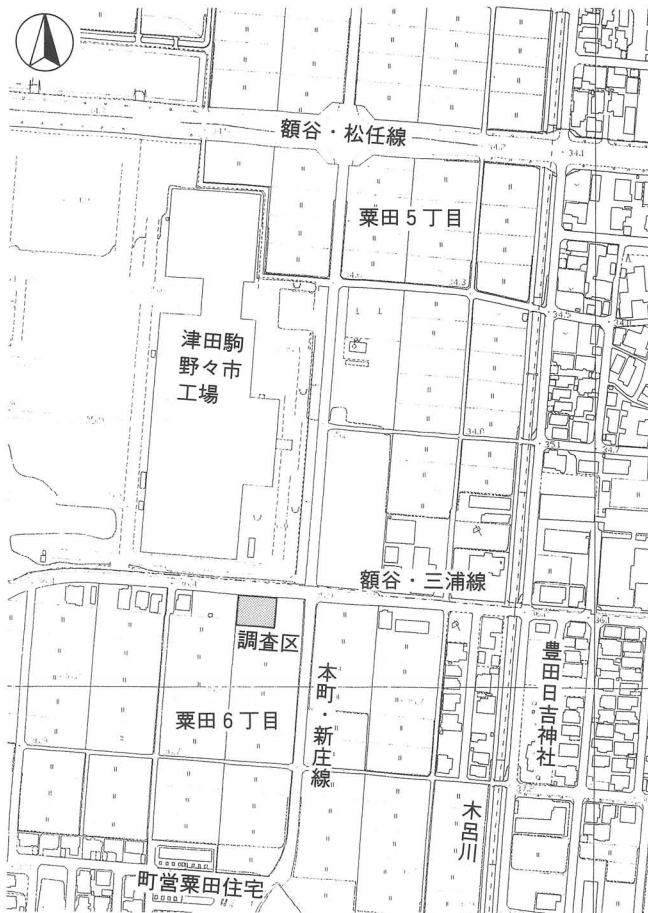 額谷・松任線
粟田5丁目
津田駒
野々市
工場
額谷・三浦線
調査区
豊田日吉神社
本町・新庄線
粟田6丁目
木呂川
町営粟田住宅